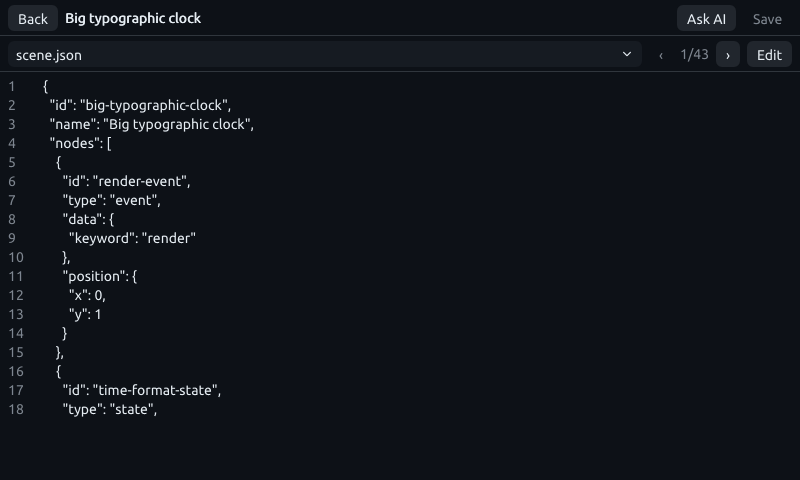 Back Big typographic clock Ask AI Save
scene.json ‹ 1/43 › Edit
1 {
2 "id": "big-typographic-clock",
3 "name": "Big typographic clock",
4 "nodes": [
5 {
6 "id": "render-event",
7 "type": "event",
8 "data": {
9 "keyword": "render"
10 },
11 "position": {
12 "x": 0,
13 "y": 1
14 }
15 },
16 {
17 "id": "time-format-state",
18 "type": "state",